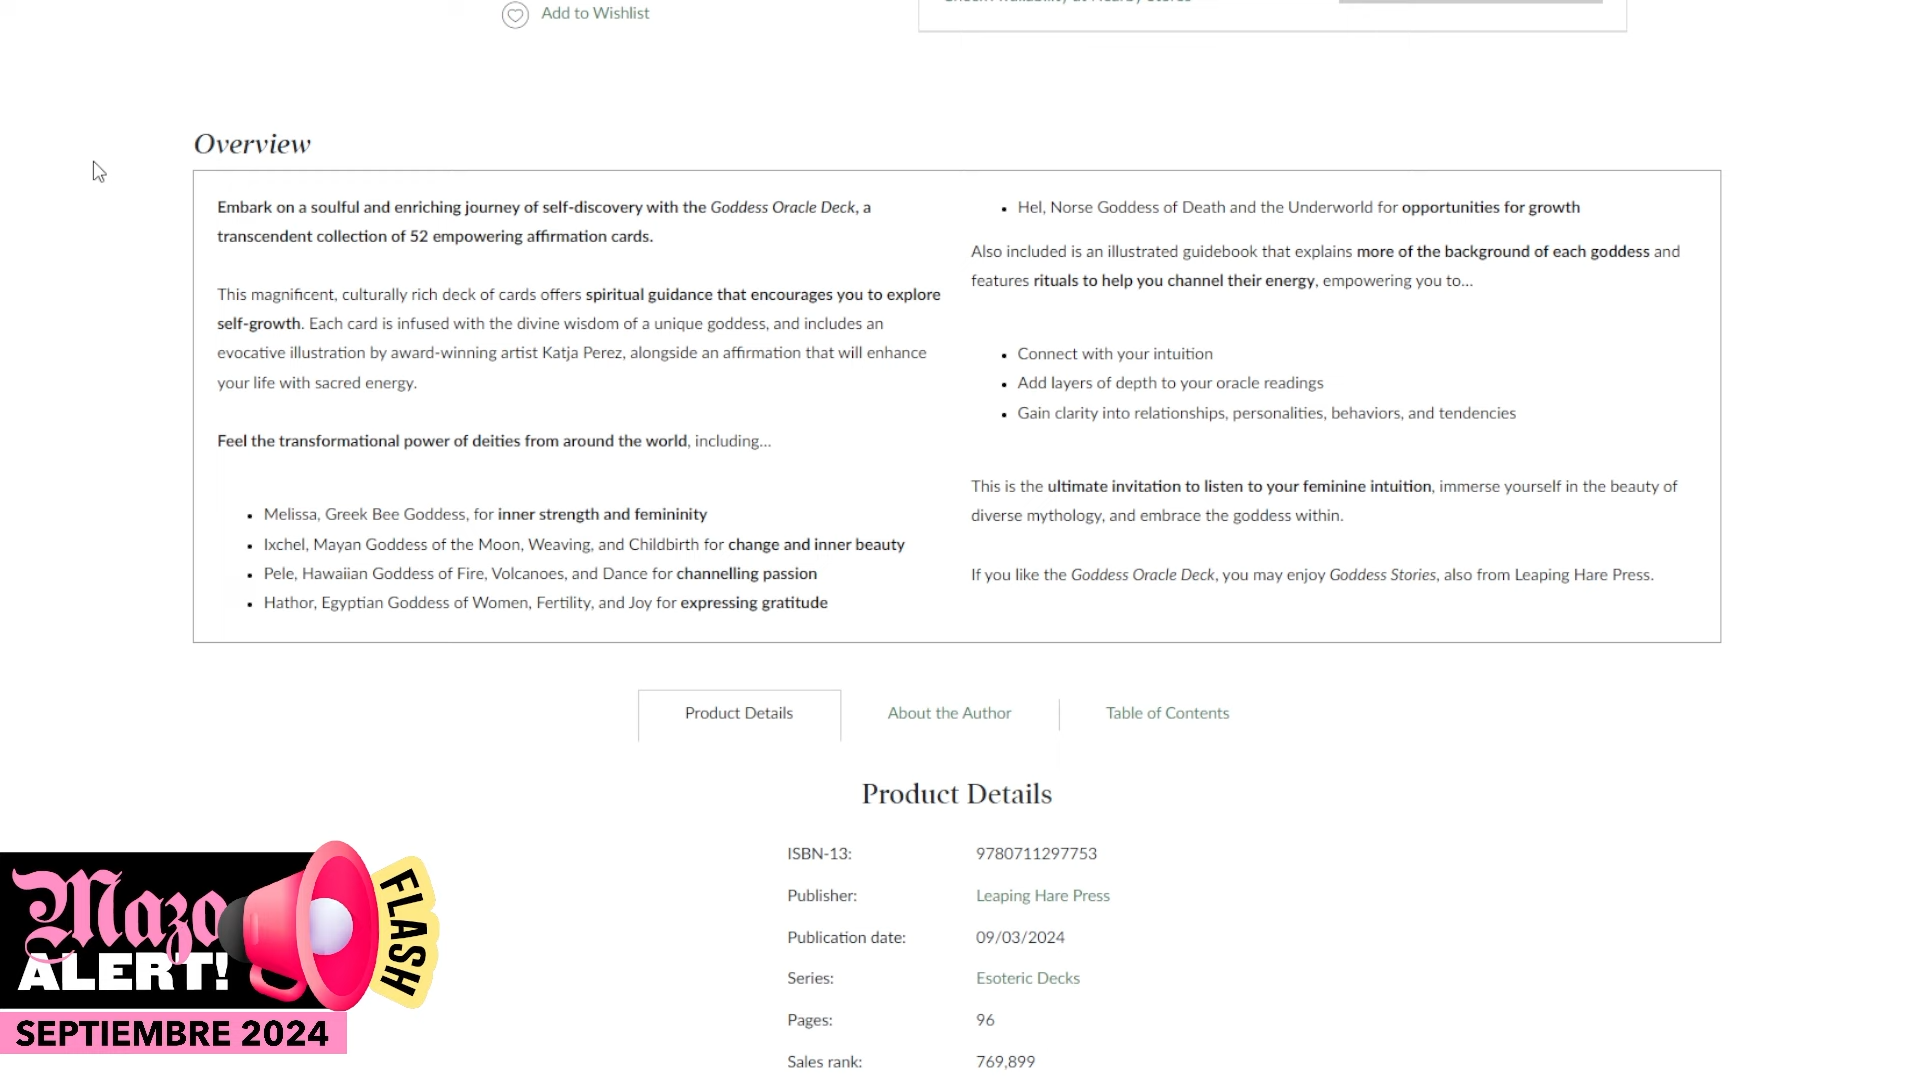 Add to Wishlist
Overview
Embark on a soulful and enriching journey of self-discovery with the Goddess Oracle Deck, a
transcendent collection of 52 empowering affirmation cards.
This magnificent, culturally rich deck of cards offers spiritual guidance that encourages you to explore
self-growth. Each card is infused with the divine wisdom of a unique goddess, and includes an
evocative illustration by award-winning artist Katja Perez, alongside an affirmation that will enhance
your life with sacred energy.
Feel the transformational power of deities from around the world, including...
• Melissa, Greek Bee Goddess, for inner strength and femininity
• Ixchel, Mayan Goddess of the Moon, Weaving, and Childbirth for change and inner beauty
• Pele, Hawaiian Goddess of Fire, Volcanoes, and Dance for channelling passion
• Hathor, Egyptian Goddess of Women, Fertility, and Joy for expressing gratitude
• Hel, Norse Goddess of Death and the Underworld for opportunities for growth
Also included is an illustrated guidebook that explains more of the background of each goddess and
features rituals to help you channel their energy, empowering you to...
• Connect with your intuition
• Add layers of depth to your oracle readings
• Gain clarity into relationships, personalities, behaviors, and tendencies
This is the ultimate invitation to listen to your feminine intuition, immerse yourself in the beauty of
diverse mythology, and embrace the goddess within.
If you like the Goddess Oracle Deck, you may enjoy Goddess Stories, also from Leaping Hare Press.
Product Details
About the Author
Table of Contents
Product Details
ISBN-13: 9780711297753
Publisher: Leaping Hare Press
Publication date: 09/03/2024
Series: Esoteric Decks
Pages: 96
Sales rank: 769,899
Mazo
ALERT!
FLASH
SEPTIEMBRE 2024